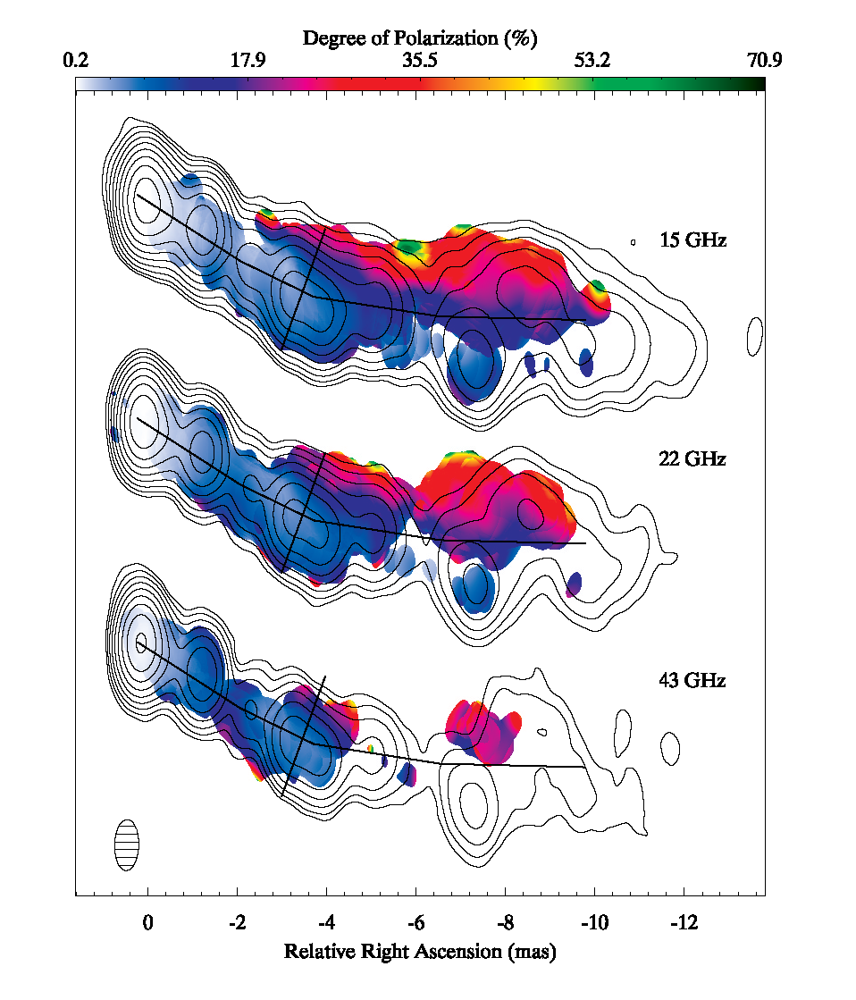 Degree of Polarization (%)
0.2 17.9 35.5 53.2 70.9
15 GHz
22 GHz
43 GHz
0 -2 -4 -6 -8 -10 -12
Relative Right Ascension (mas)